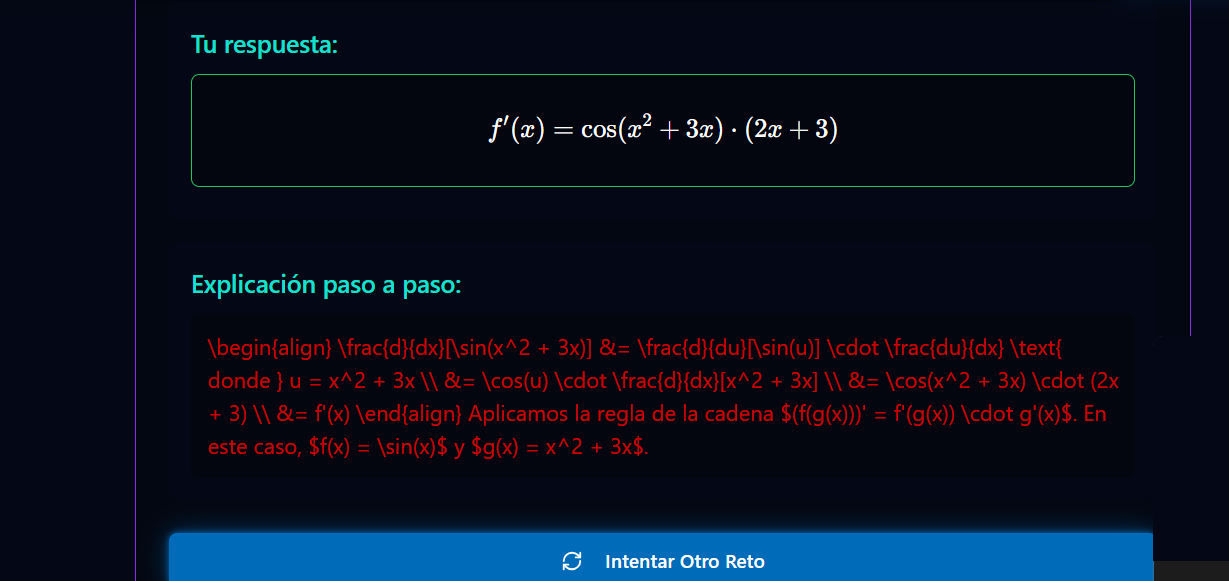 Tu respuesta:
f'(x) = cos(x² + 3x) · (2x + 3)
Explicación paso a paso:
\begin{align} \frac{d}{dx}[\sin(x^2 + 3x)] &= \frac{d}{du}[\sin(u)] \cdot \frac{du}{dx} \text{
donde } u = x^2 + 3x \\ &= \cos(u) \cdot \frac{d}{dx}[x^2 + 3x] \\ &= \cos(x^2 + 3x) \cdot (2x
+ 3) \\ &= f'(x) \end{align} Aplicamos la regla de la cadena $(f(g(x)))' = f'(g(x)) \cdot g'(x)$. En
este caso, $f(x) = \sin(x)$ y $g(x) = x^2 + 3x$.
Intentar Otro Reto